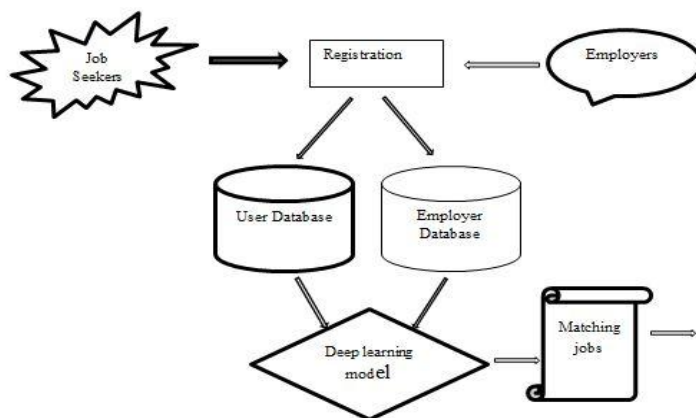 Job
Seekers
Registration
Employers
User Database
Employer
Database
Deep learning
model
Matching
jobs